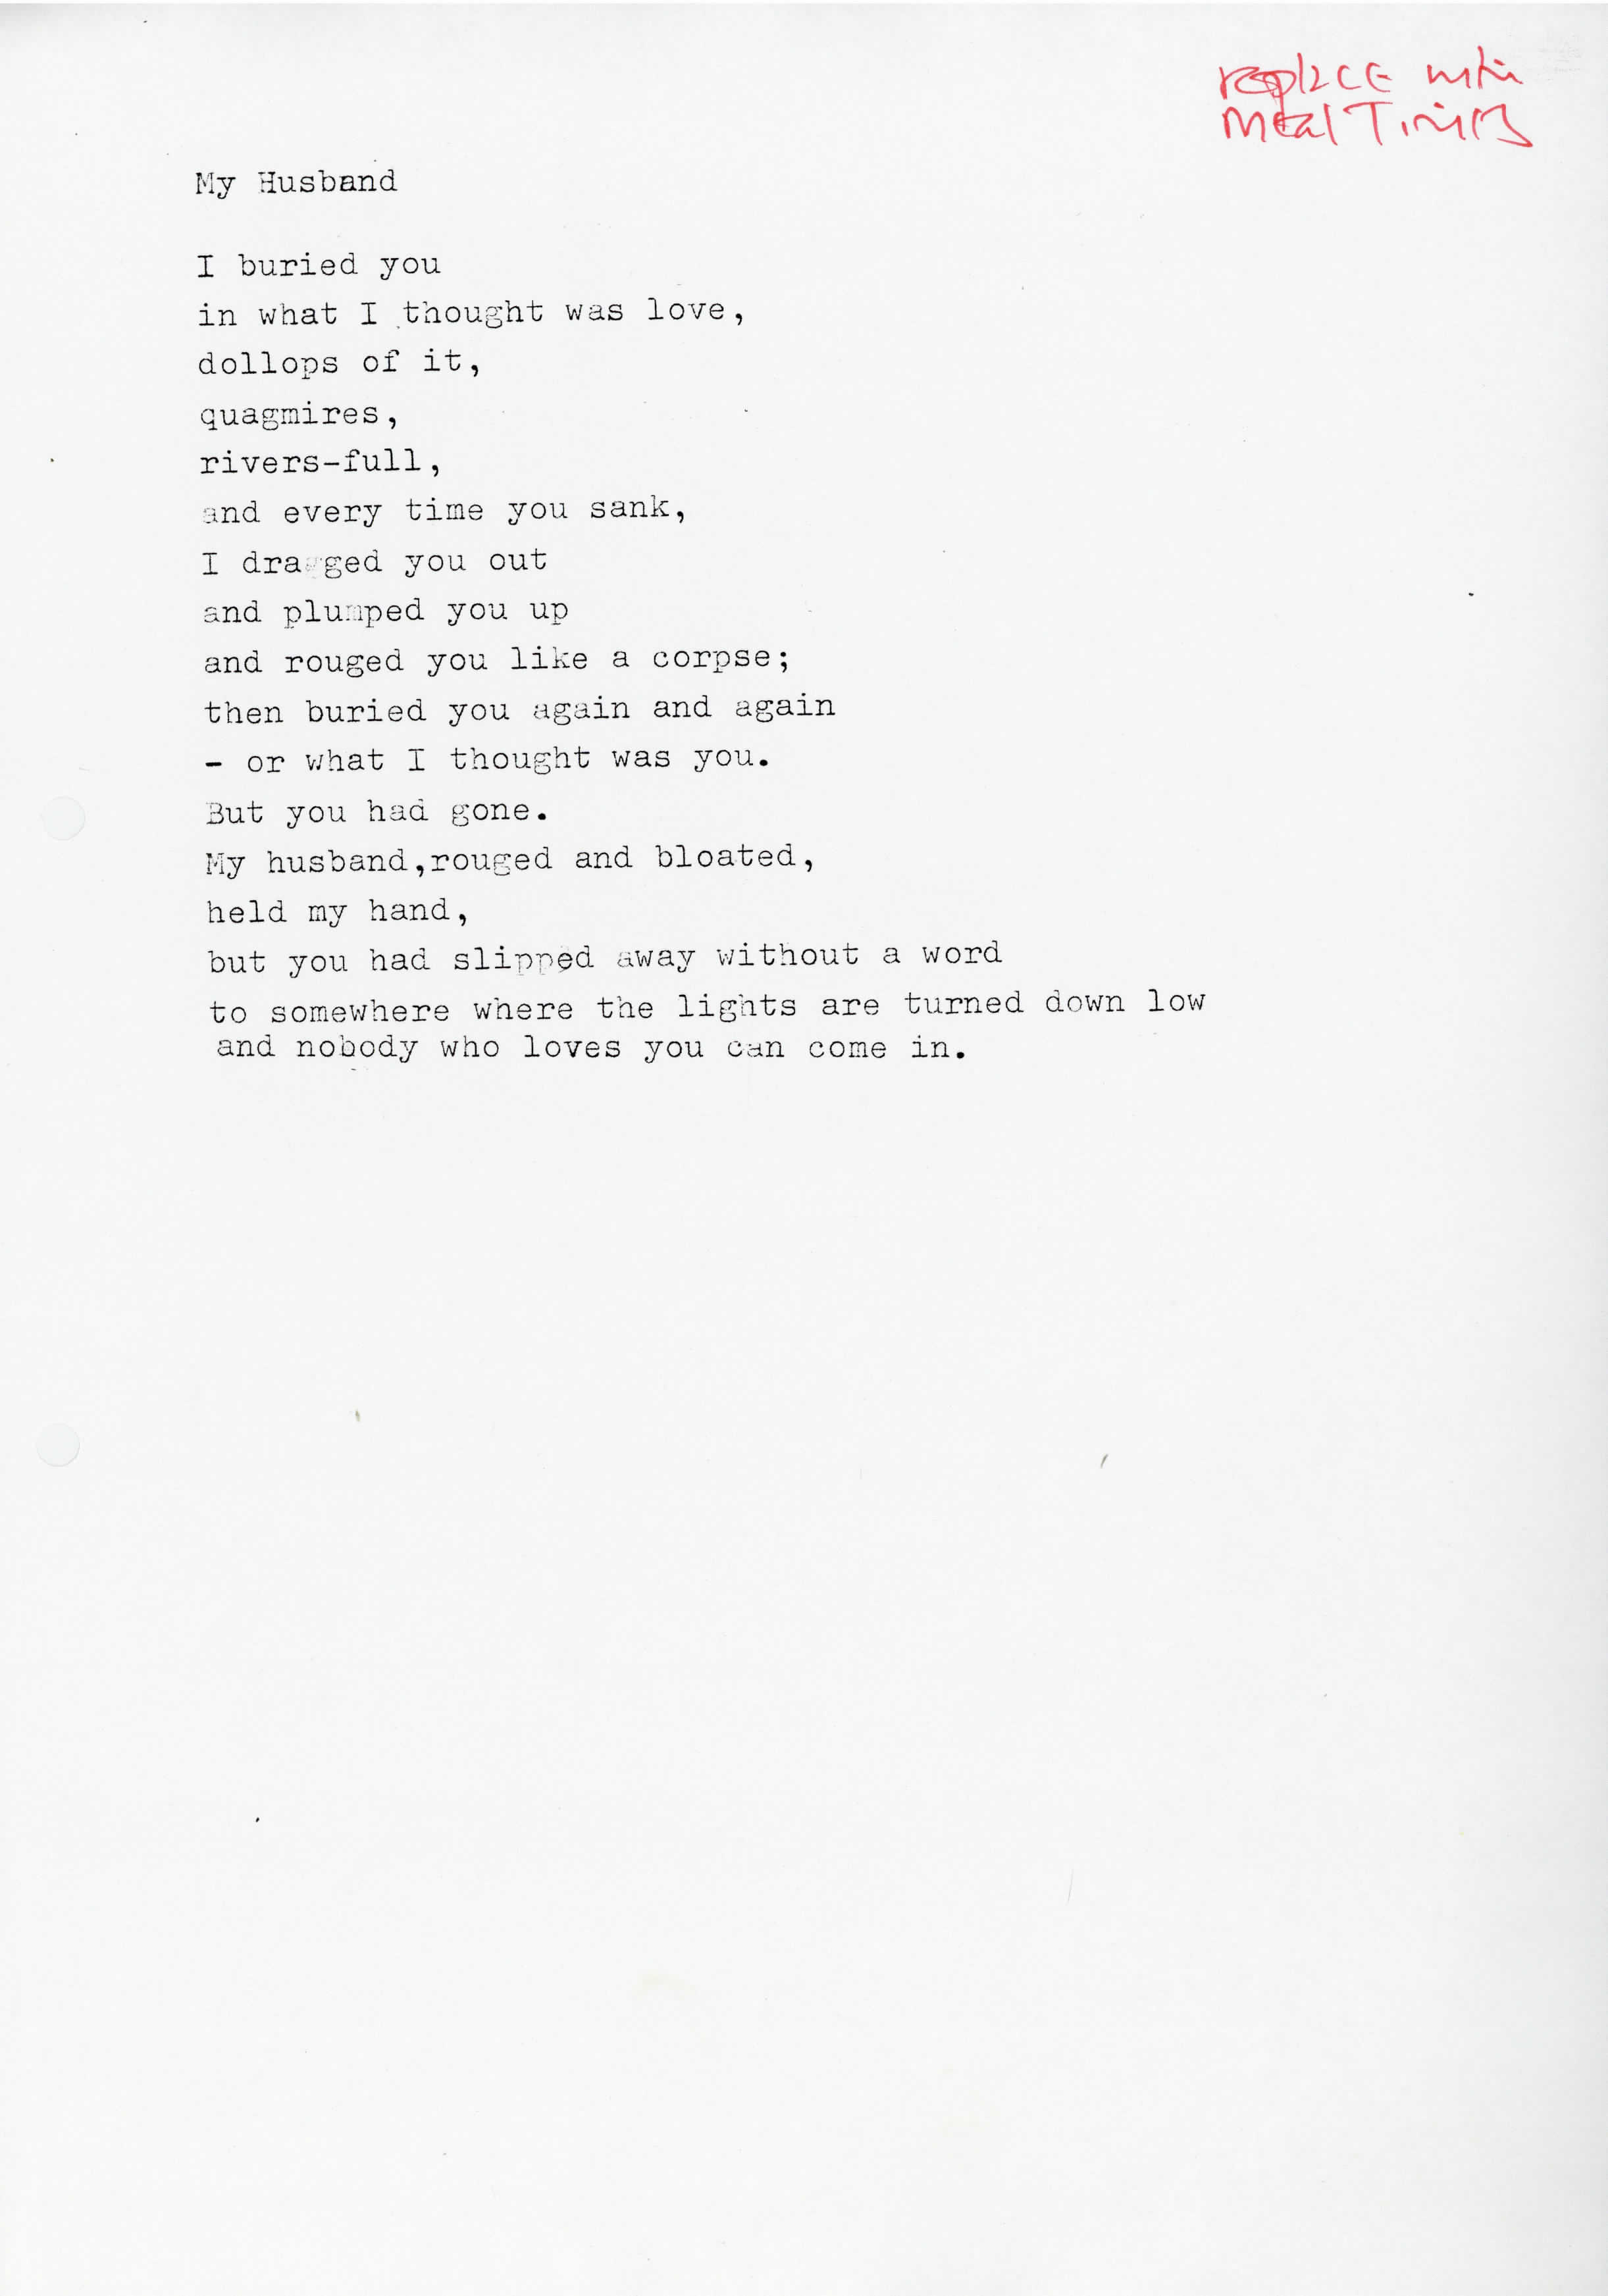 replace with
Meal Times
My Husband
I buried you
in what I thought was love,
dollops of it,
quagmires,
rivers-full,
and every time you sank,
I dragged you out
and plumped you up
and rouged you like a corpse;
then buried you again and again
- or what I thought was you.
But you had gone.
My husband,rouged and bloated,
held my hand,
but you had slipped away without a word
to somewhere where the lights are turned down low
and nobody who loves you can come in.